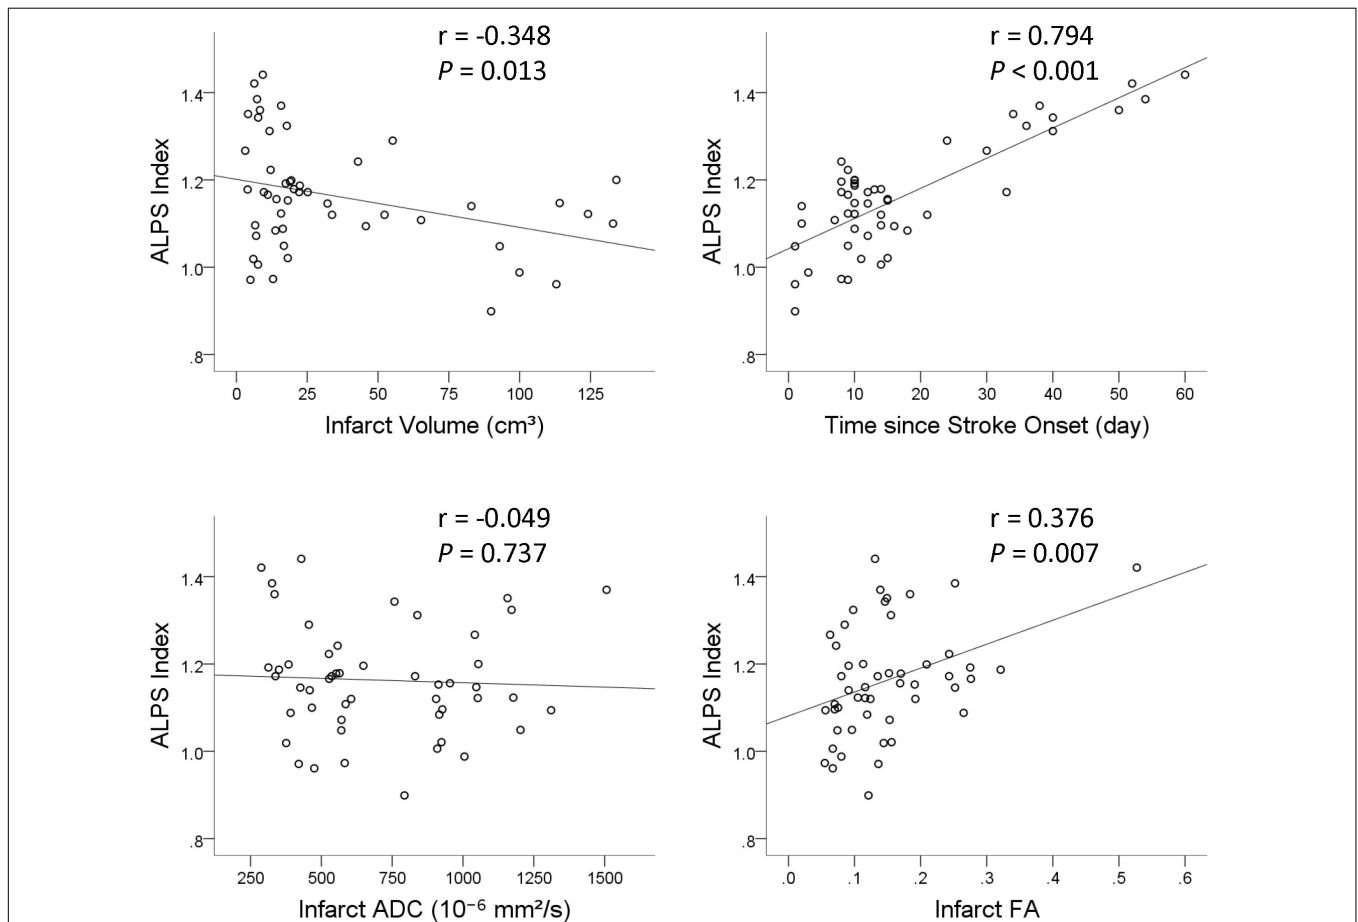 r = -0.348
P = 0.013
ALPS Index
1.4
1.2
1.0
.8
0 25 50 75 100 125
Infarct Volume (cm³)
r = 0.794
P < 0.001
ALPS Index
1.4
1.2
1.0
.8
0 10 20 30 40 50 60
Time since Stroke Onset (day)
r = -0.049
P = 0.737
ALPS Index
1.4
1.2
1.0
.8
250 500 750 1000 1250 1500
Infarct ADC (10⁻⁶ mm²/s)
r = 0.376
P = 0.007
ALPS Index
1.4
1.2
1.0
.8
.0 .1 .2 .3 .4 .5 .6
Infarct FA